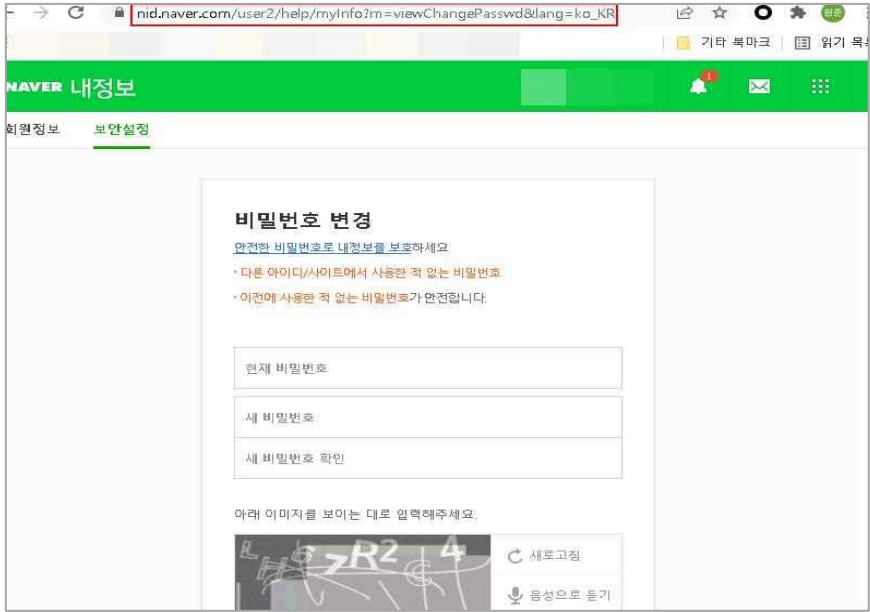 nid.naver.com/user2/help/myInfo?m=viewChangePasswd&lang=ko_KR
원준
기타 북마크 읽기 목
NAVER 내정보
1
회원정보 보안설정
비밀번호 변경
안전한 비밀번호로 내정보를 보호하세요
· 다른 아이디/사이트에서 사용한 적 없는 비밀번호
· 이전에 사용한 적 없는 비밀번호가 안전합니다.
현재 비밀번호
새 비밀번호
새 비밀번호 확인
아래 이미지를 보이는 대로 입력해주세요.
새로고침
음성으로 듣기